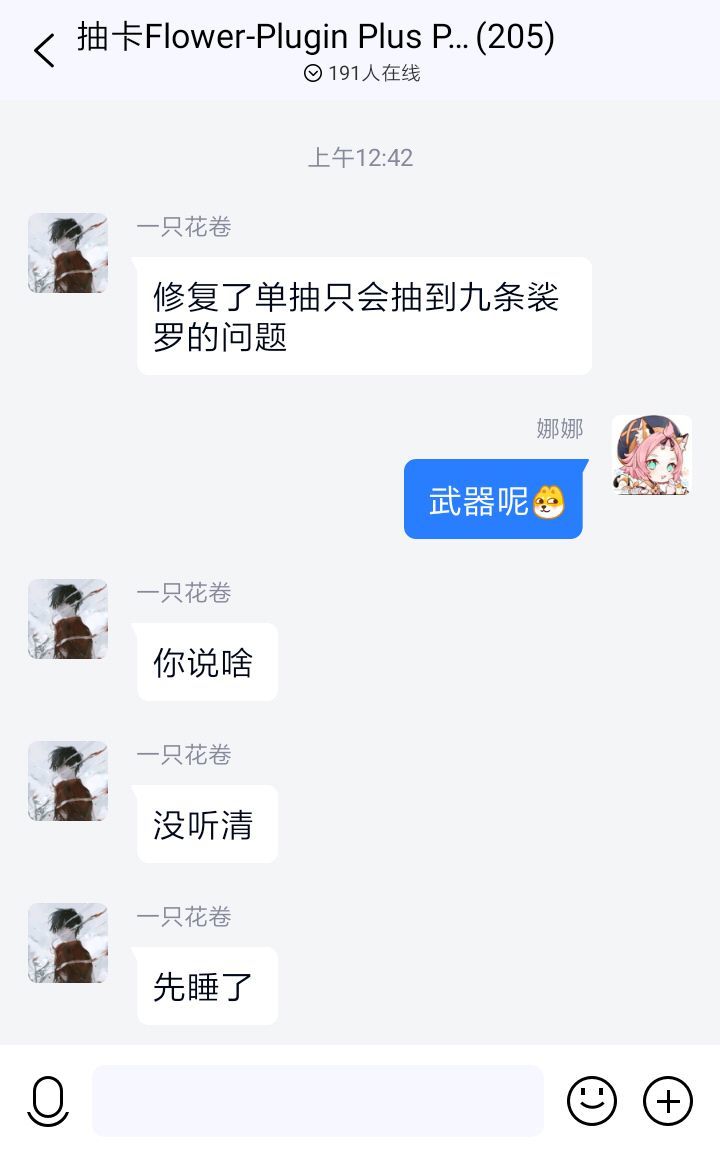 抽卡Flower-Plugin Plus P... (205)
191人在线
上午12:42
一只花卷
修复了单抽只会抽到九条裟
罗的问题
娜娜
武器呢
一只花卷
你说啥
一只花卷
没听清
一只花卷
先睡了